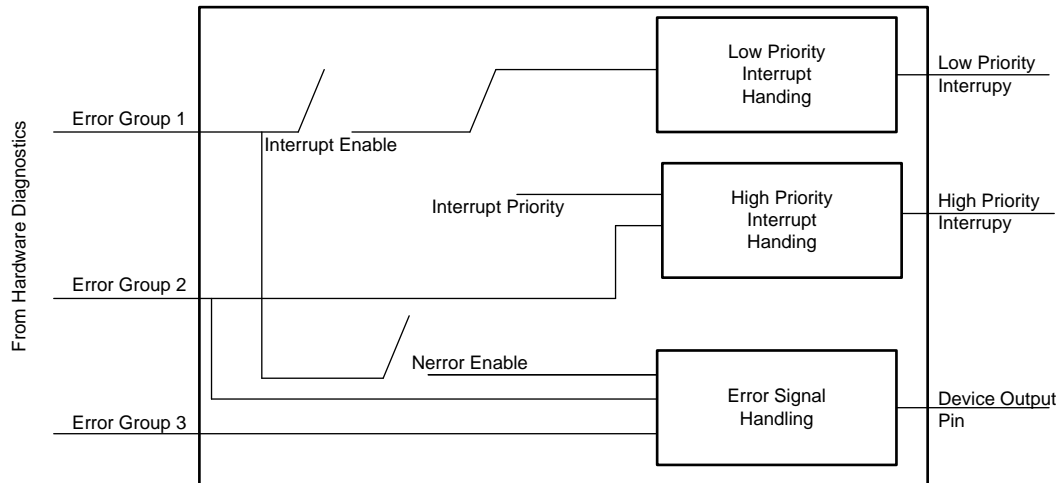 From Hardware Diagnostics
Error Group 1
Interrupt Enable
Low Priority
Interrupt
Handing
Low Priority
Interrupy
Interrupt Priority
High Priority
Interrupt
Handing
High Priority
Interrupy
Error Group 2
Nerror Enable
Error Signal
Handling
Device Output
Pin
Error Group 3